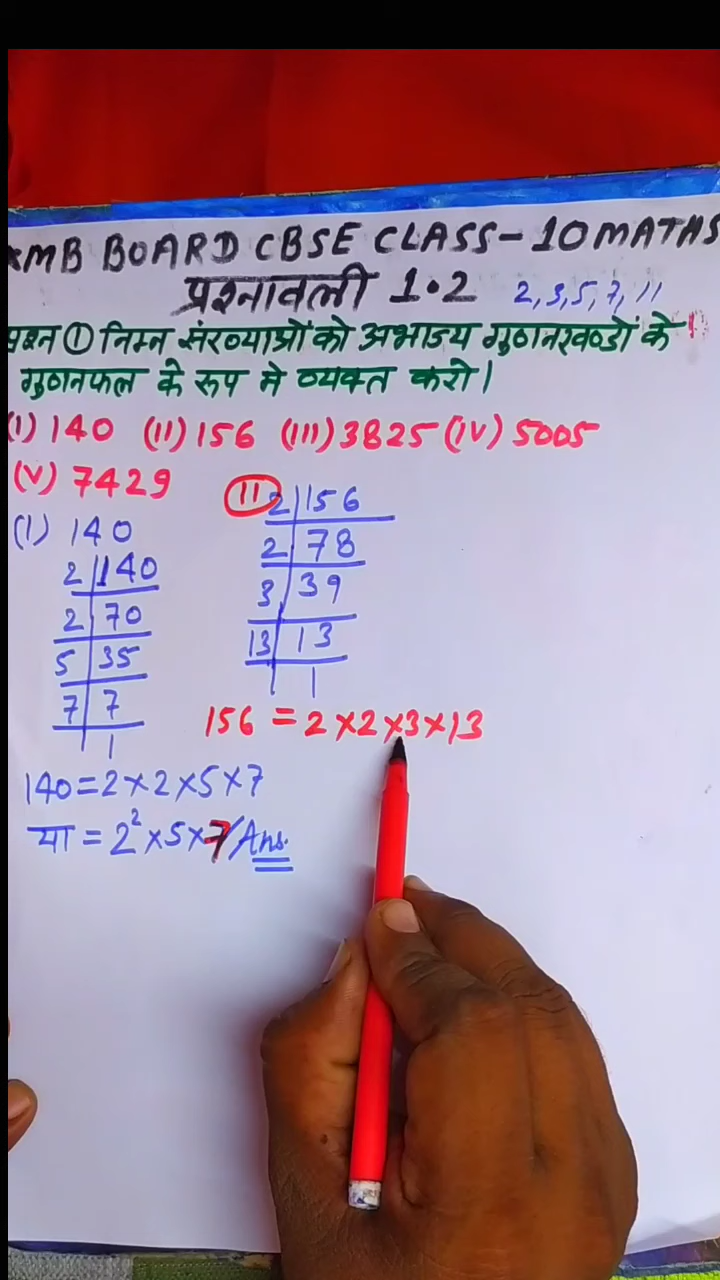 MB BOARD CBSE CLASS-10 MATHS
प्रश्नावली 1.2 2,3,5,7,11
प्रश्न ① निम्न संख्याओं को अभाज्य गुणनखण्डों के
गुणनफल के रूप मे व्यक्त करो।
(I) 140 (II) 156 (III) 3825 (IV) 5005
(V) 7429
(I) 140
2 | 140
2 | 70
5 | 35
7 | 7
1
140 = 2×2×5×7
या = 2²×5×7 / Ans.
II
2 | 156
2 | 78
3 | 39
13 | 13
1
156 = 2×2×3×13